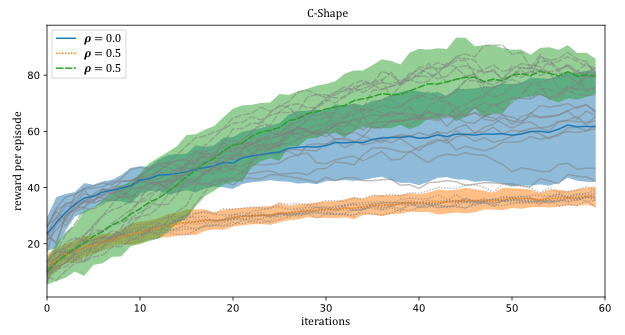 C-Shape
ρ = 0.0
ρ = 0.5
ρ = 0.5
80
60
40
20
reward per episode
0 10 20 30 40 50 60
iterations